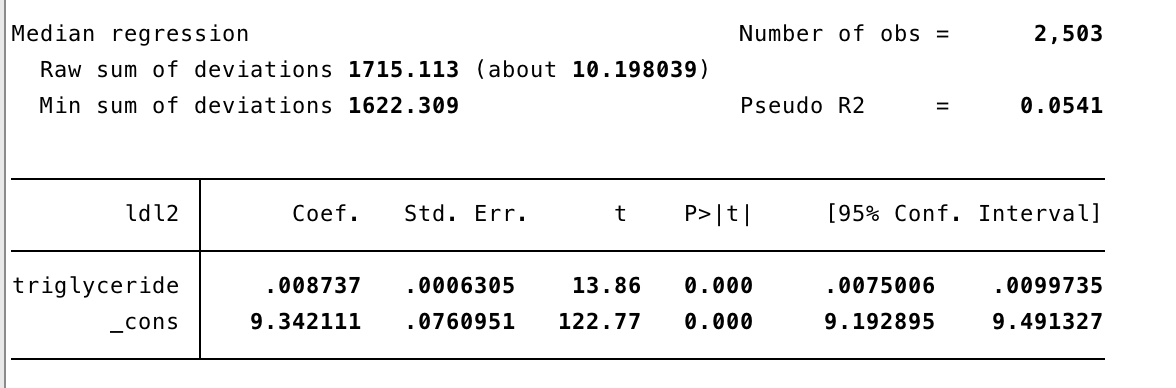 Median regression Number of obs = 2,503
Raw sum of deviations 1715.113 (about 10.198039)
Min sum of deviations 1622.309 Pseudo R2 = 0.0541
ldl2 Coef. Std. Err. t P>|t| [95% Conf. Interval]
triglyceride .008737 .0006305 13.86 0.000 .0075006 .0099735
_cons 9.342111 .0760951 122.77 0.000 9.192895 9.491327